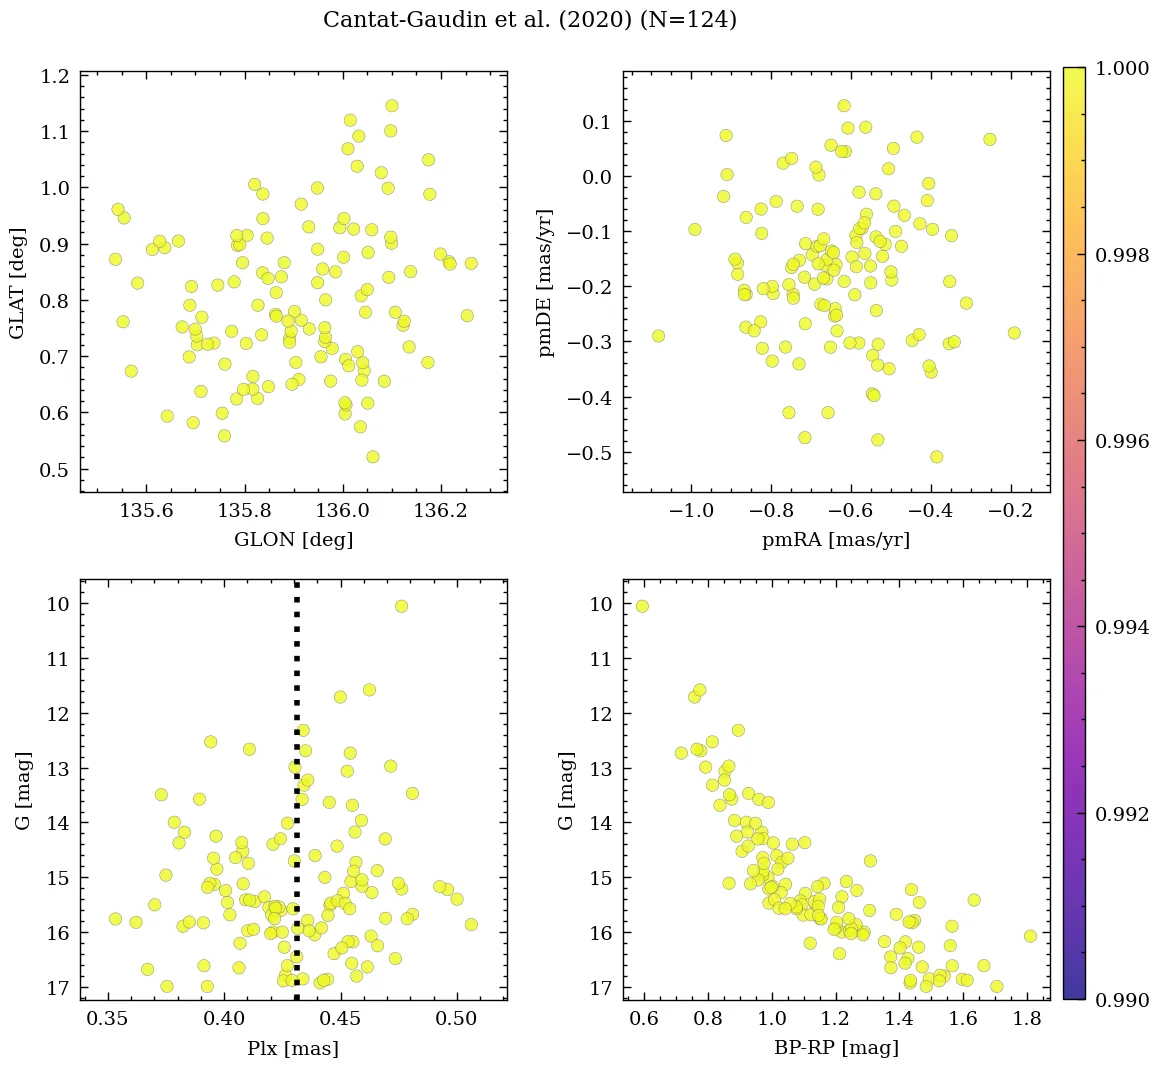 Cantat-Gaudin et al. (2020) (N=124)
1.2
1.1
1.0
0.9
0.8
0.7
0.6
0.5
GLAT [deg]
135.6 135.8 136.0 136.2
GLON [deg]
0.1
0.0
−0.1
−0.2
−0.3
−0.4
−0.5
pmDE [mas/yr]
−1.0 −0.8 −0.6 −0.4 −0.2
pmRA [mas/yr]
10
11
12
13
14
15
16
17
G [mag]
0.35 0.40 0.45 0.50
Plx [mas]
10
11
12
13
14
15
16
17
G [mag]
0.6 0.8 1.0 1.2 1.4 1.6 1.8
BP-RP [mag]
1.000
0.998
0.996
0.994
0.992
0.990